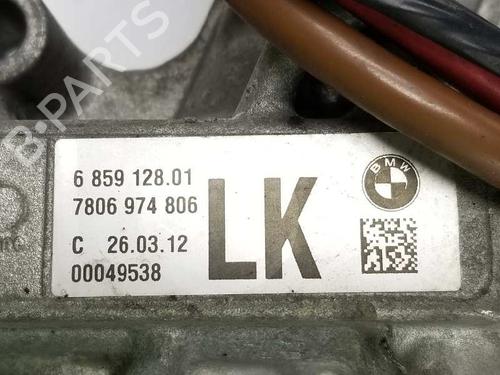 B-PARTS
6 859 128.01
7806 974 806
C 26.03.12
00049538
LK
BMW